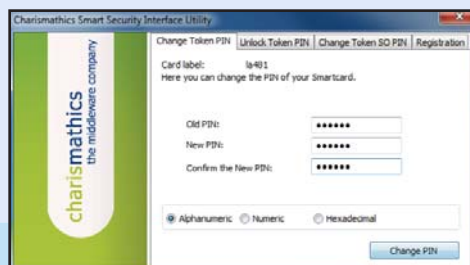 Charismathics Smart Security Interface Utility
Change Token PIN
Unlock Token PIN
Change Token SO PIN
Registration
charismathics
the middleware company
Card label: la401
Here you can change the PIN of your Smartcard.
Old PIN: ••••••
New PIN: ••••••
Confirm the New PIN: ••••••
Alphanumeric
Numeric
Hexadecimal
Change PIN